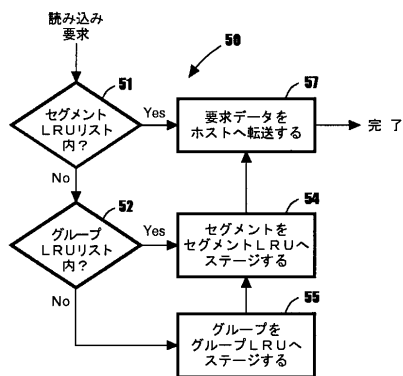 読み込み
要求
50
51
セグメント
LRUリスト
内?
Yes
57
要求データを
ホストへ転送する
完 了
No
52
グループ
LRUリスト
内?
Yes
54
セグメントを
セグメントLRUへ
ステージする
No
55
グループを
グループLRUへ
ステージする